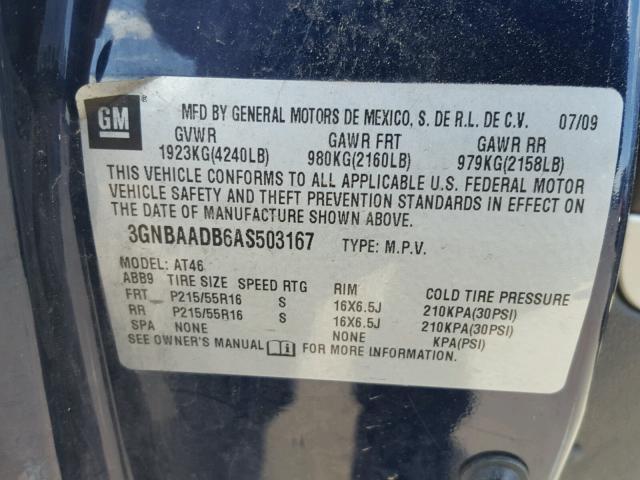 GM ® MFD BY GENERAL MOTORS DE MEXICO, S. DE R.L. DE C.V. 07/09
GVWR GAWR FRT GAWR RR
1923KG(4240LB) 980KG(2160LB) 979KG(2158LB)
THIS VEHICLE CONFORMS TO ALL APPLICABLE U.S. FEDERAL MOTOR
VEHICLE SAFETY AND THEFT PREVENTION STANDARDS IN EFFECT ON
THE DATE OF MANUFACTURE SHOWN ABOVE.
3GNBAADB6AS503167 TYPE: M.P.V.
MODEL: AT46
ABB9 TIRE SIZE SPEED RTG RIM COLD TIRE PRESSURE
FRT P215/55R16 S 16X6.5J 210KPA(30PSI)
RR P215/55R16 S 16X6.5J 210KPA(30PSI)
SPA NONE NONE KPA(PSI)
SEE OWNER'S MANUAL i FOR MORE INFORMATION.